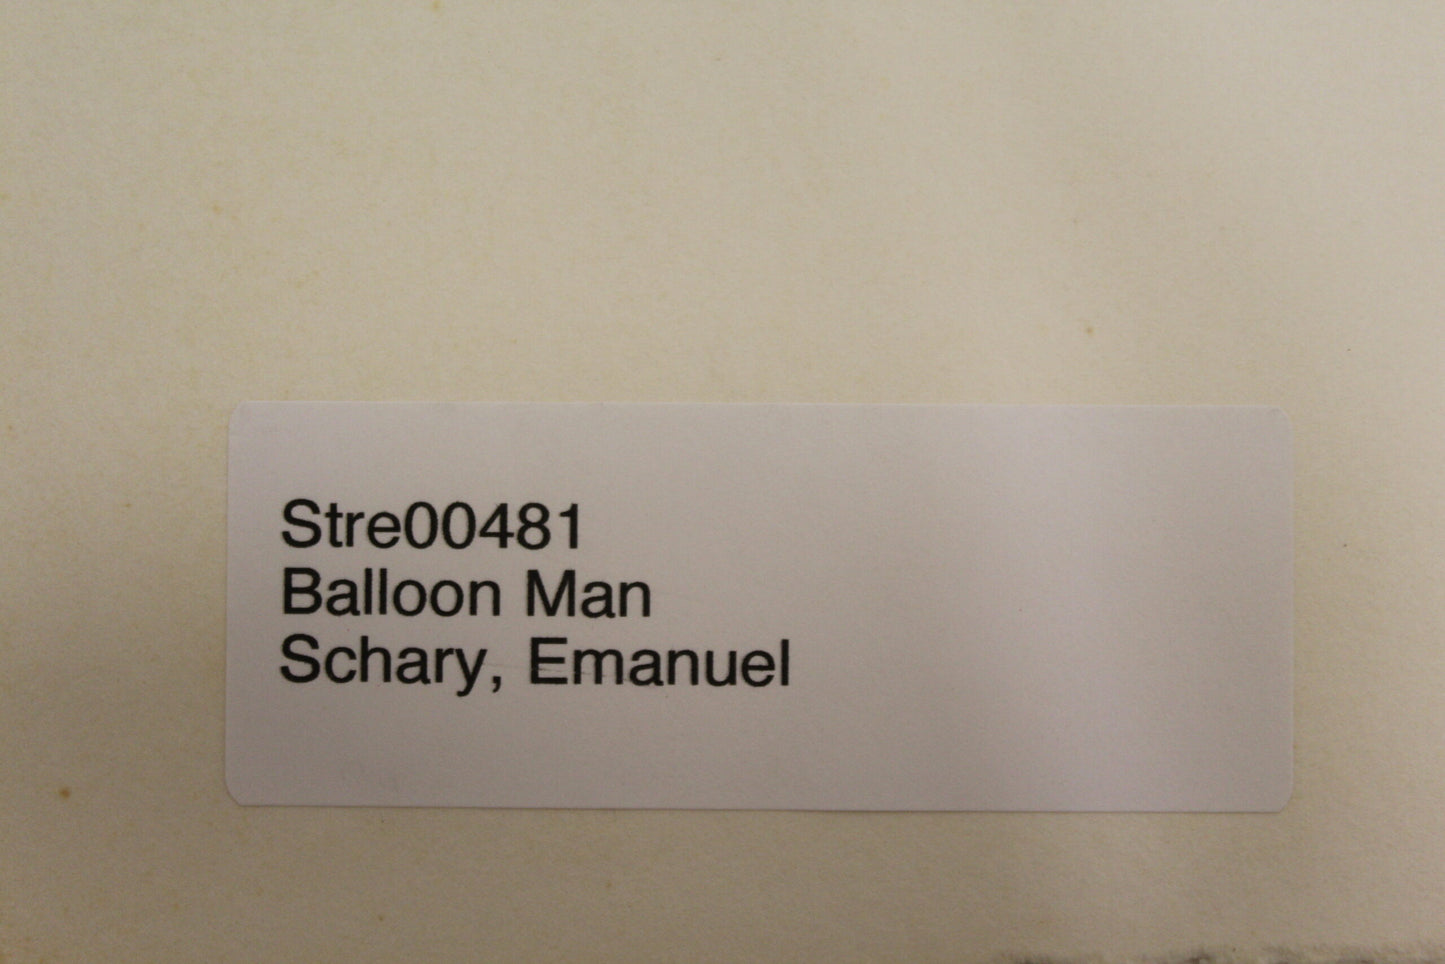 Stre00481
Balloon Man
Schary, Emanuel